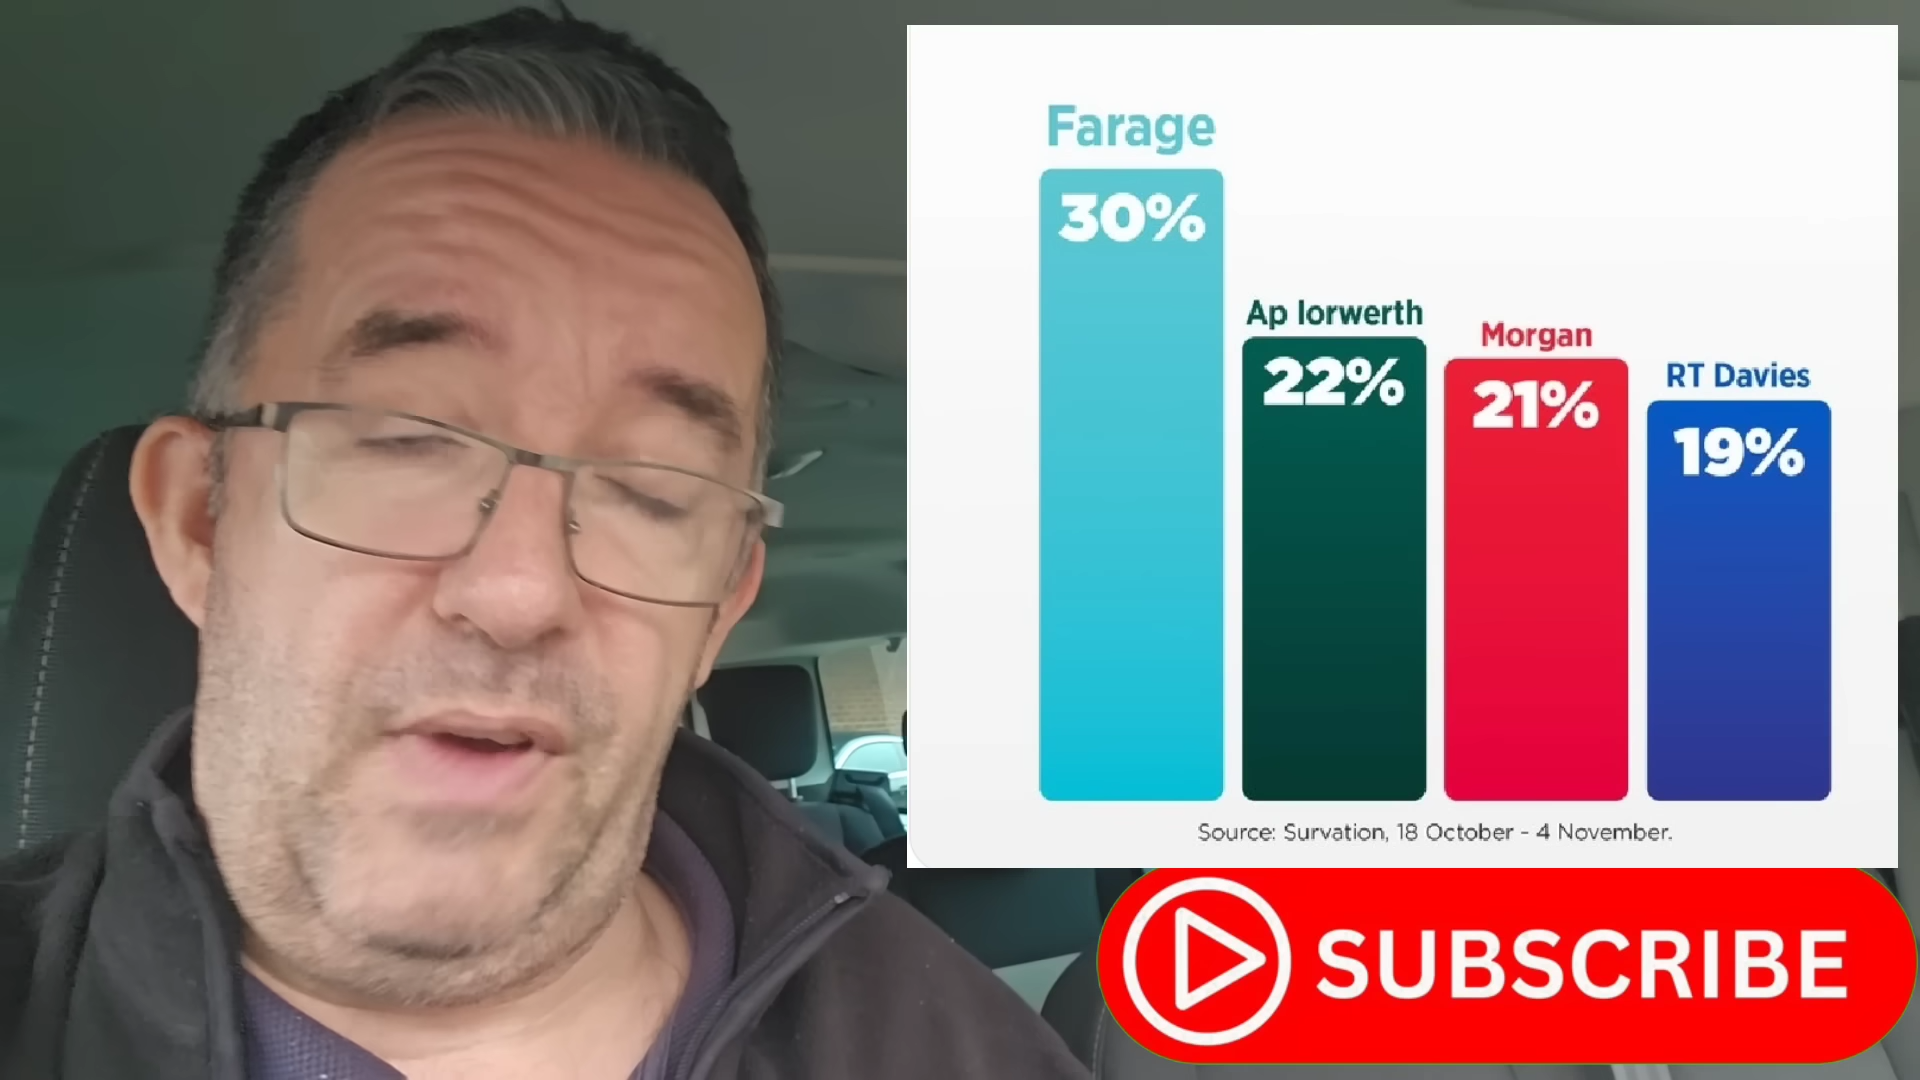 Farage
30%
Ap Iorwerth
22%
Morgan
21%
RT Davies
19%
Source: Survation, 18 October - 4 November.
SUBSCRIBE